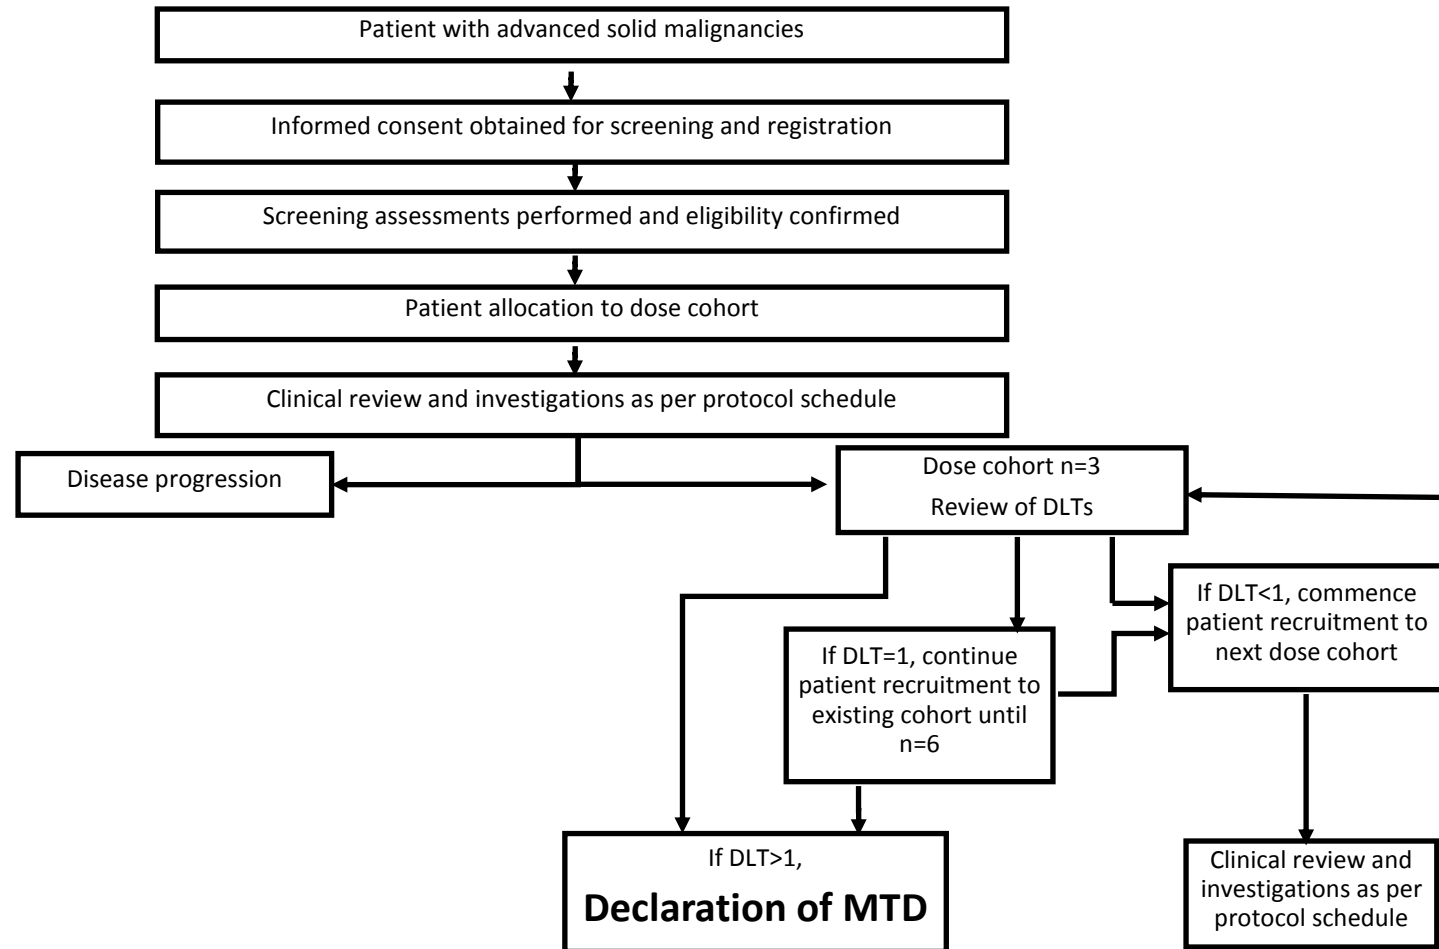 Patient with advanced solid malignancies
Informed consent obtained for screening and registration
Screening assessments performed and eligibility confirmed
Patient allocation to dose cohort
Clinical review and investigations as per protocol schedule
Disease progression
Dose cohort n=3
Review of DLTs
If DLT<1, commence
patient recruitment to
next dose cohort
If DLT=1, continue
patient recruitment to
existing cohort until
n=6
If DLT>1,
Declaration of MTD
Clinical review and
investigations as per
protocol schedule